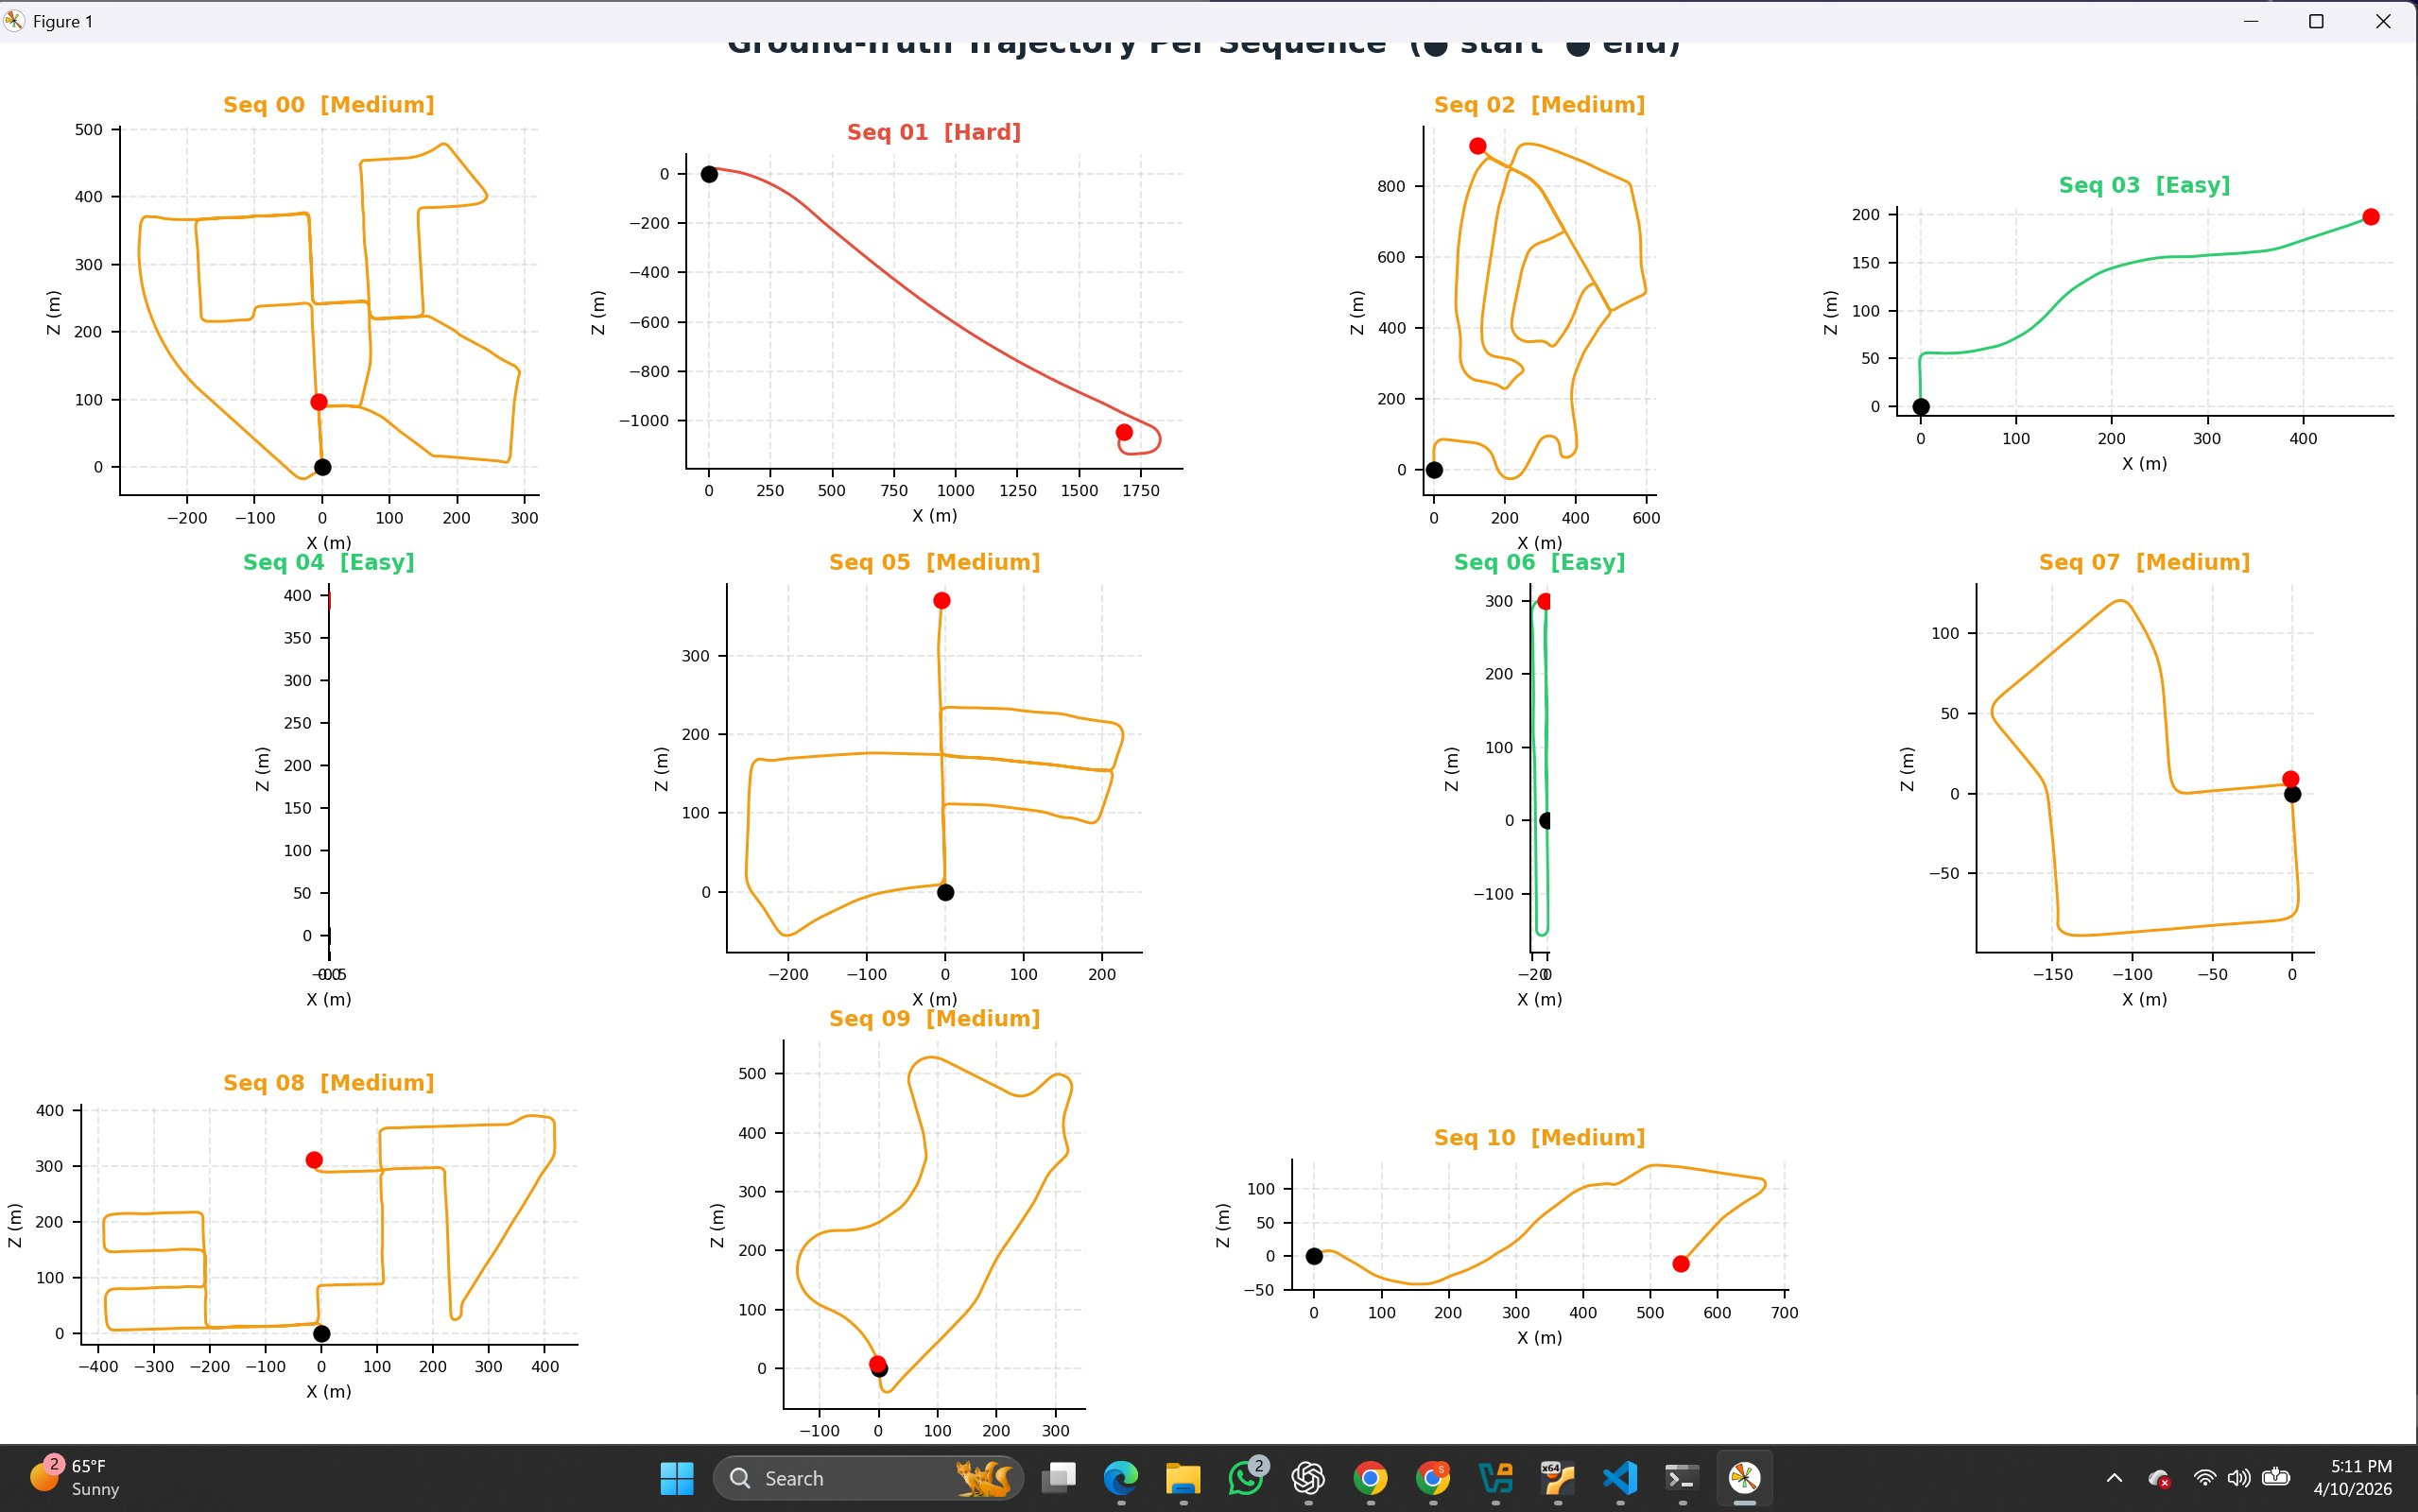 Figure 1
Ground-Truth Trajectory Per Sequence (● start ● end)
Seq 00 [Medium]
500
400
300
200
100
0
Z (m)
−200 −100 0 100 200 300
X (m)
Seq 01 [Hard]
0
−200
−400
−600
−800
−1000
Z (m)
0 250 500 750 1000 1250 1500 1750
X (m)
Seq 02 [Medium]
800
600
400
200
0
Z (m)
0 200 400 600
X (m)
Seq 03 [Easy]
200
150
100
50
0
Z (m)
0 100 200 300 400
X (m)
Seq 04 [Easy]
400
350
300
250
200
150
100
50
0
Z (m)
X (m)
Seq 05 [Medium]
300
200
100
0
Z (m)
−200 −100 0 100 200
X (m)
Seq 06 [Easy]
300
200
100
0
−100
Z (m)
−20 0
X (m)
Seq 07 [Medium]
100
50
0
−50
Z (m)
−150 −100 −50 0
X (m)
Seq 08 [Medium]
400
300
200
100
0
Z (m)
−400 −300 −200 −100 0 100 200 300 400
X (m)
Seq 09 [Medium]
500
400
300
200
100
0
Z (m)
−100 0 100 200 300
Seq 10 [Medium]
100
50
0
−50
Z (m)
0 100 200 300 400 500 600 700
X (m)
2
65°F
Sunny
Search
2
S
x64
5:11 PM
4/10/2026